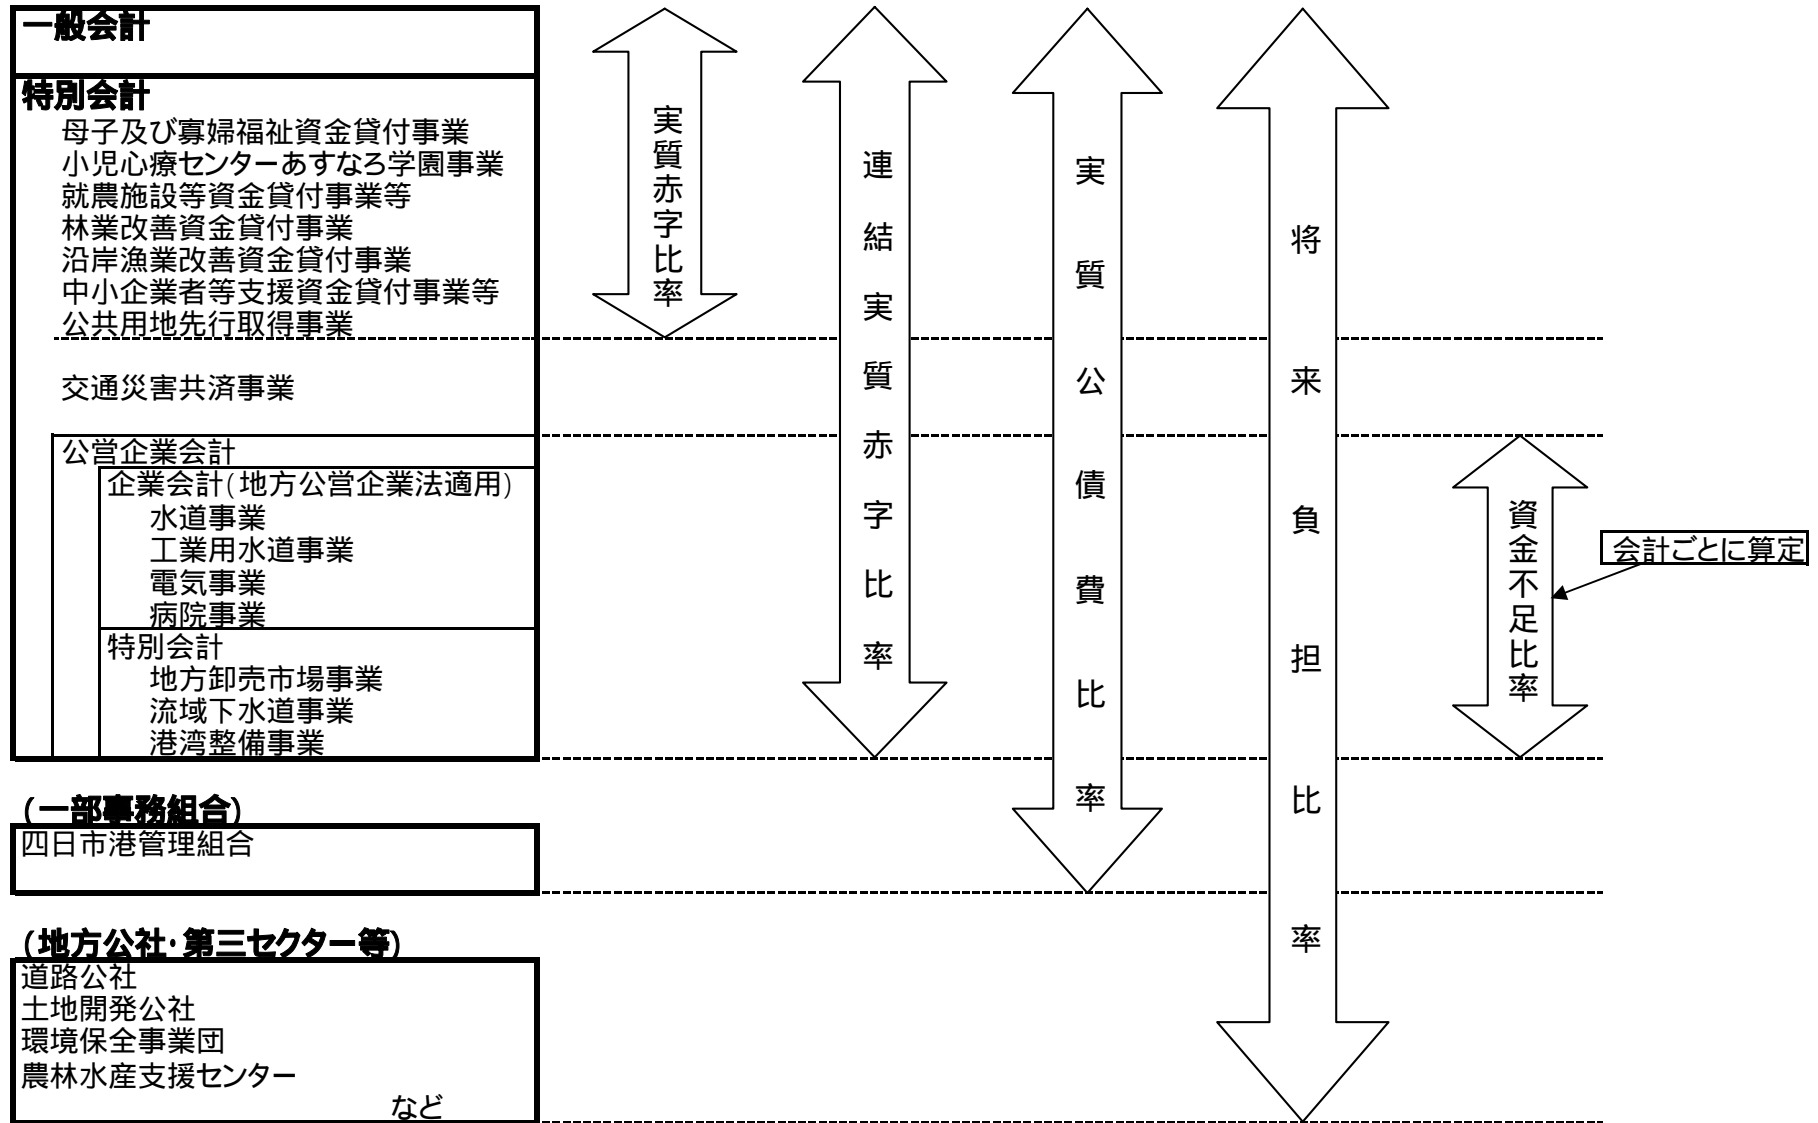 一般会計
特別会計
母子及び寡婦福祉資金貸付事業
小児心療センターあすなろ学園事業
就農施設等資金貸付事業等
林業改善資金貸付事業
沿岸漁業改善資金貸付事業
中小企業者等支援資金貸付事業等
公共用地先行取得事業
交通災害共済事業
公営企業会計
企業会計(地方公営企業法適用)
水道事業
工業用水道事業
電気事業
病院事業
特別会計
地方卸売市場事業
流域下水道事業
港湾整備事業
(一部事務組合)
四日市港管理組合
(地方公社・第三セクター等)
道路公社
土地開発公社
環境保全事業団
農林水産支援センター
など
実質赤字比率
連結実質赤字比率
実質公債費比率
将来負担比率
資金不足比率
会計ごとに算定